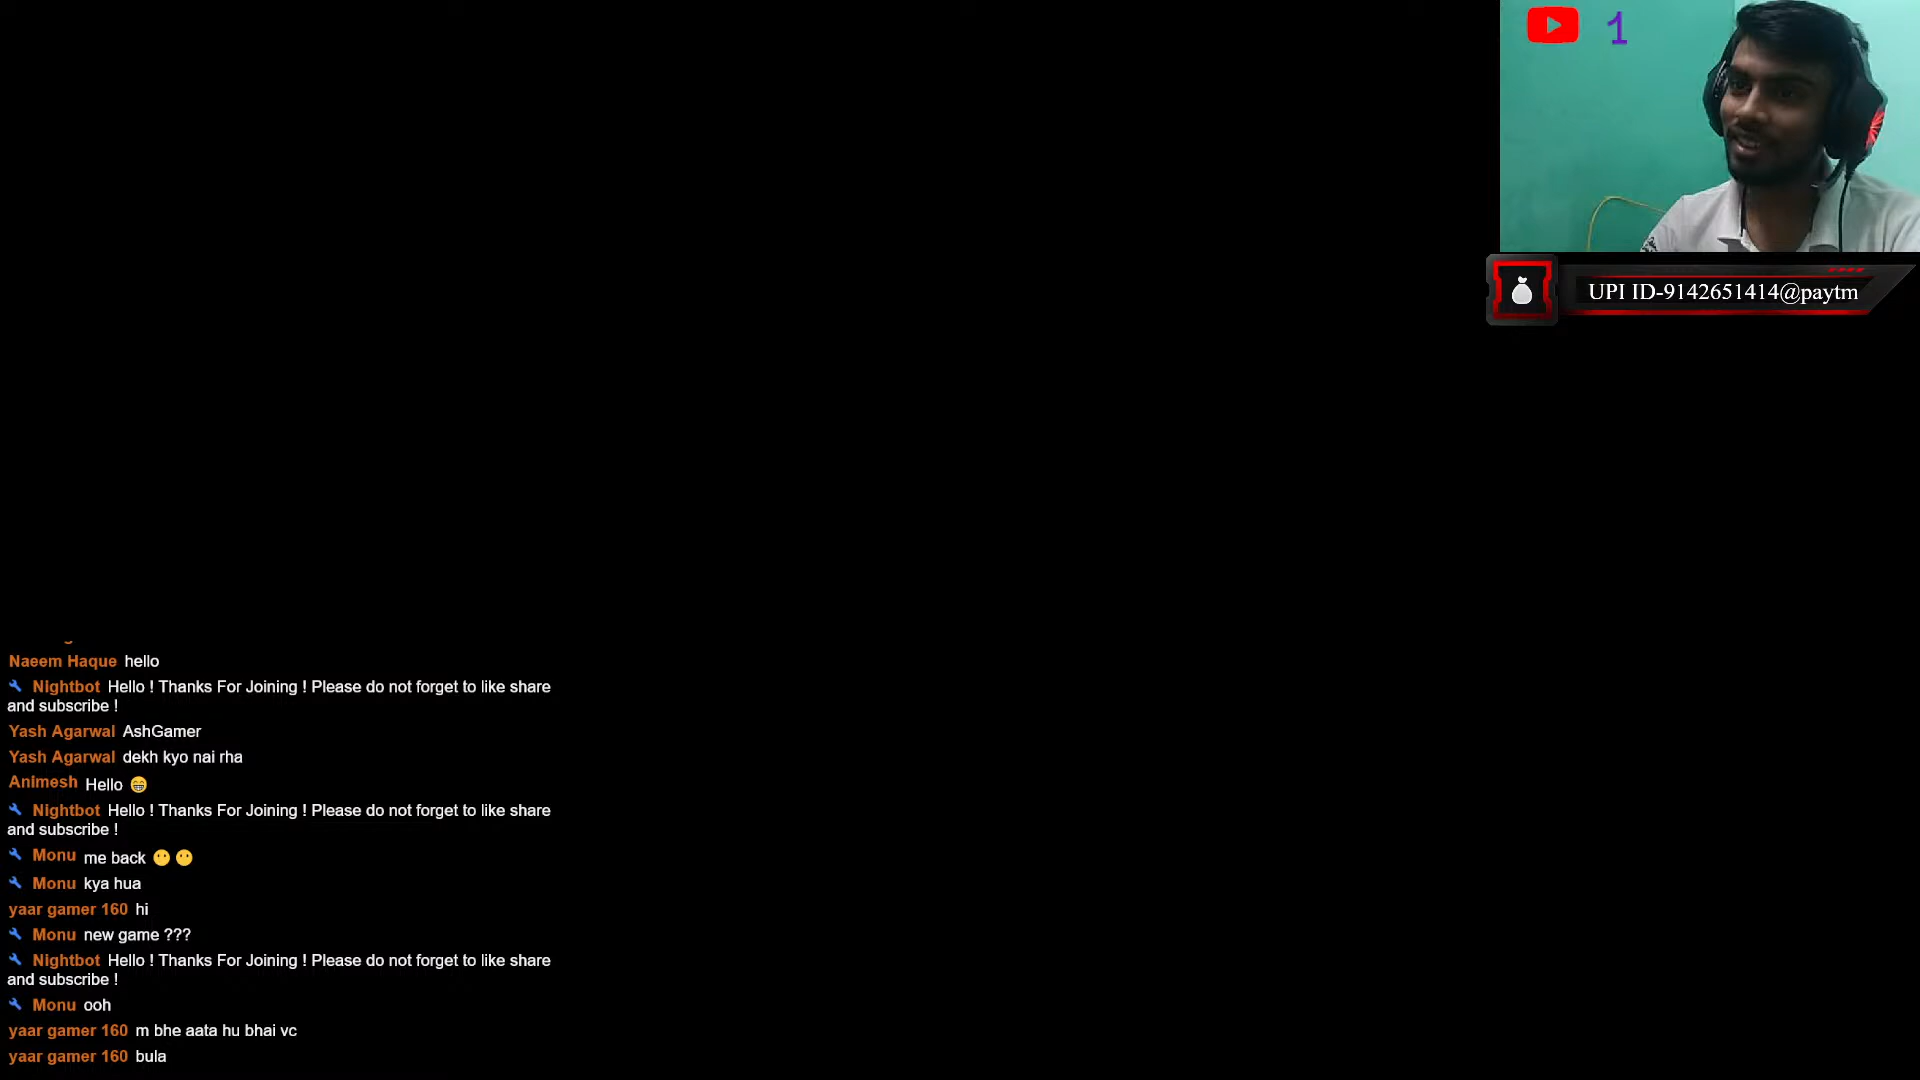 1
UPI ID-9142651414@paytm
Naeem Haque hello
Nightbot Hello ! Thanks For Joining ! Please do not forget to like share
and subscribe !
Yash Agarwal AshGamer
Yash Agarwal dekh kyo nai rha
Animesh Hello 😁
Nightbot Hello ! Thanks For Joining ! Please do not forget to like share
and subscribe !
Monu me back 😶 😶
Monu kya hua
yaar gamer 160 hi
Monu new game ???
Nightbot Hello ! Thanks For Joining ! Please do not forget to like share
and subscribe !
Monu ooh
yaar gamer 160 m bhe aata hu bhai vc
yaar gamer 160 bula